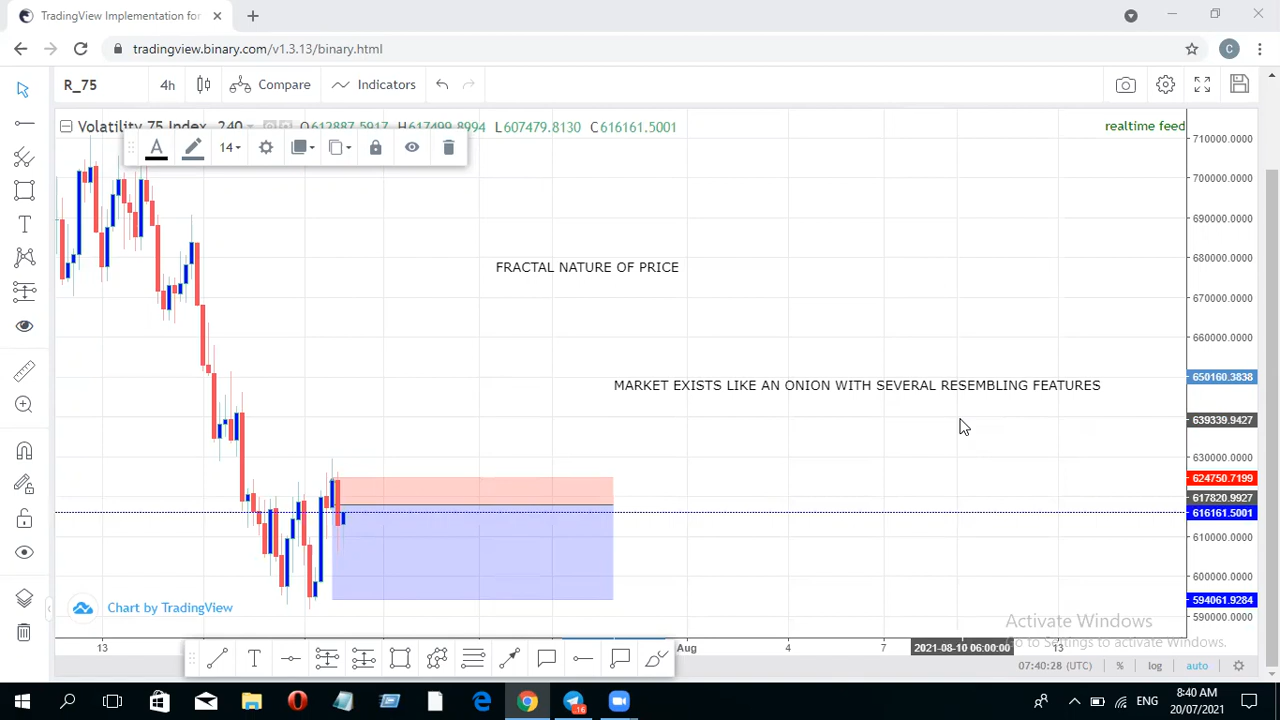 TradingView Implementation for
tradingview.binary.com/v1.3.13/binary.html
C
R_75
4h
Compare
Indicators
Volatility 75 Index, 240
O612887.5917 H617499.8994 L607479.8130 C616161.5001
realtime feed
14
710000.0000
700000.0000
690000.0000
680000.0000
670000.0000
660000.0000
650160.3838
639339.9427
630000.0000
624750.7199
617820.9927
616161.5001
610000.0000
600000.0000
594061.9284
590000.0000
FRACTAL NATURE OF PRICE
MARKET EXISTS LIKE AN ONION WITH SEVERAL RESEMBLING FEATURES
Chart by TradingView
Activate Windows
Go to Settings to activate Windows.
13
Aug
4
7
2021-08-10 06:00:00
13
07:40:28 (UTC)
%
log
auto
16
ENG
8:40 AM
20/07/2021